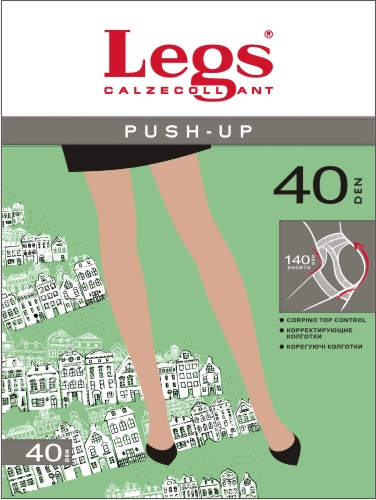 Legs®
CALZECOLLANT
PUSH-UP
40 DEN
140 DEN
SHORTS
CORPINO TOP CONTROL
КОРРЕКТИРУЮЩИЕ
КОЛГОТКИ
КОРЕГУЮЧІ КОЛГОТКИ
40 DEN